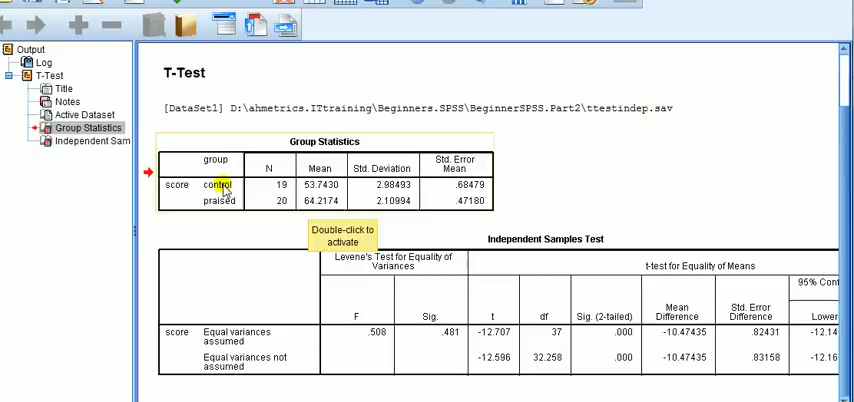 Output
Log
T-Test
Title
Notes
Active Dataset
Group Statistics
Independent Sam
T-Test
[DataSet1] D:\ahmetrics.ITtraining\Beginners.SPSS\BeginnerSPSS.Part2\ttestindep.sav
Group Statistics
group N Mean Std. Deviation Std. Error Mean
score control 19 53.7430 2.98493 .68479
praised 20 64.2174 2.10994 .47180
Double-click to
activate
Independent Samples Test
Levene's Test for Equality of Variances t-test for Equality of Means
95% Conf
F Sig. t df Sig. (2-tailed) Mean Difference Std. Error Difference Lower
score Equal variances assumed .508 .481 -12.707 37 .000 -10.47435 .82431 -12.14
Equal variances not assumed -12.596 32.258 .000 -10.47435 .83158 -12.16